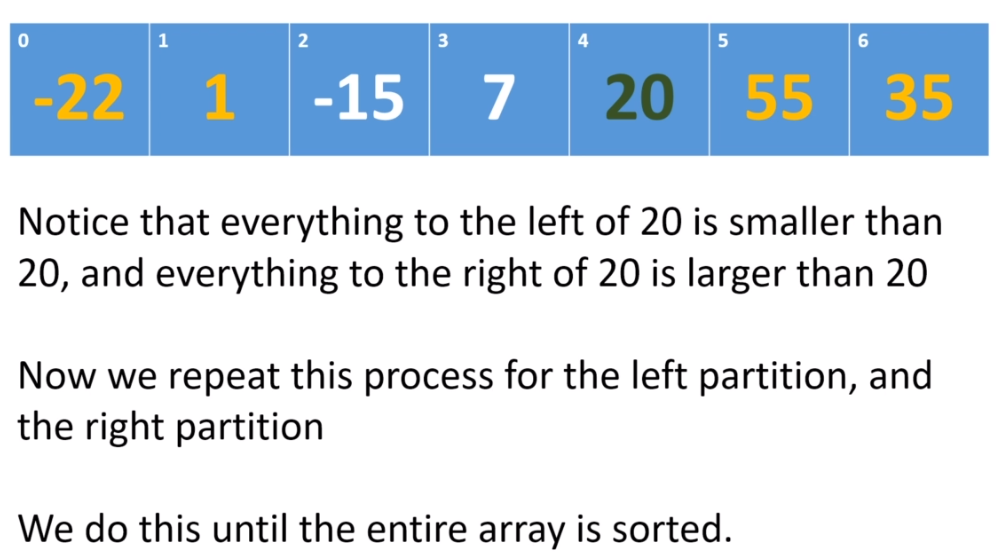 0 1 2 3 4 5 6
-22 1 -15 7 20 55 35
Notice that everything to the left of 20 is smaller than
20, and everything to the right of 20 is larger than 20
Now we repeat this process for the left partition, and
the right partition
We do this until the entire array is sorted.